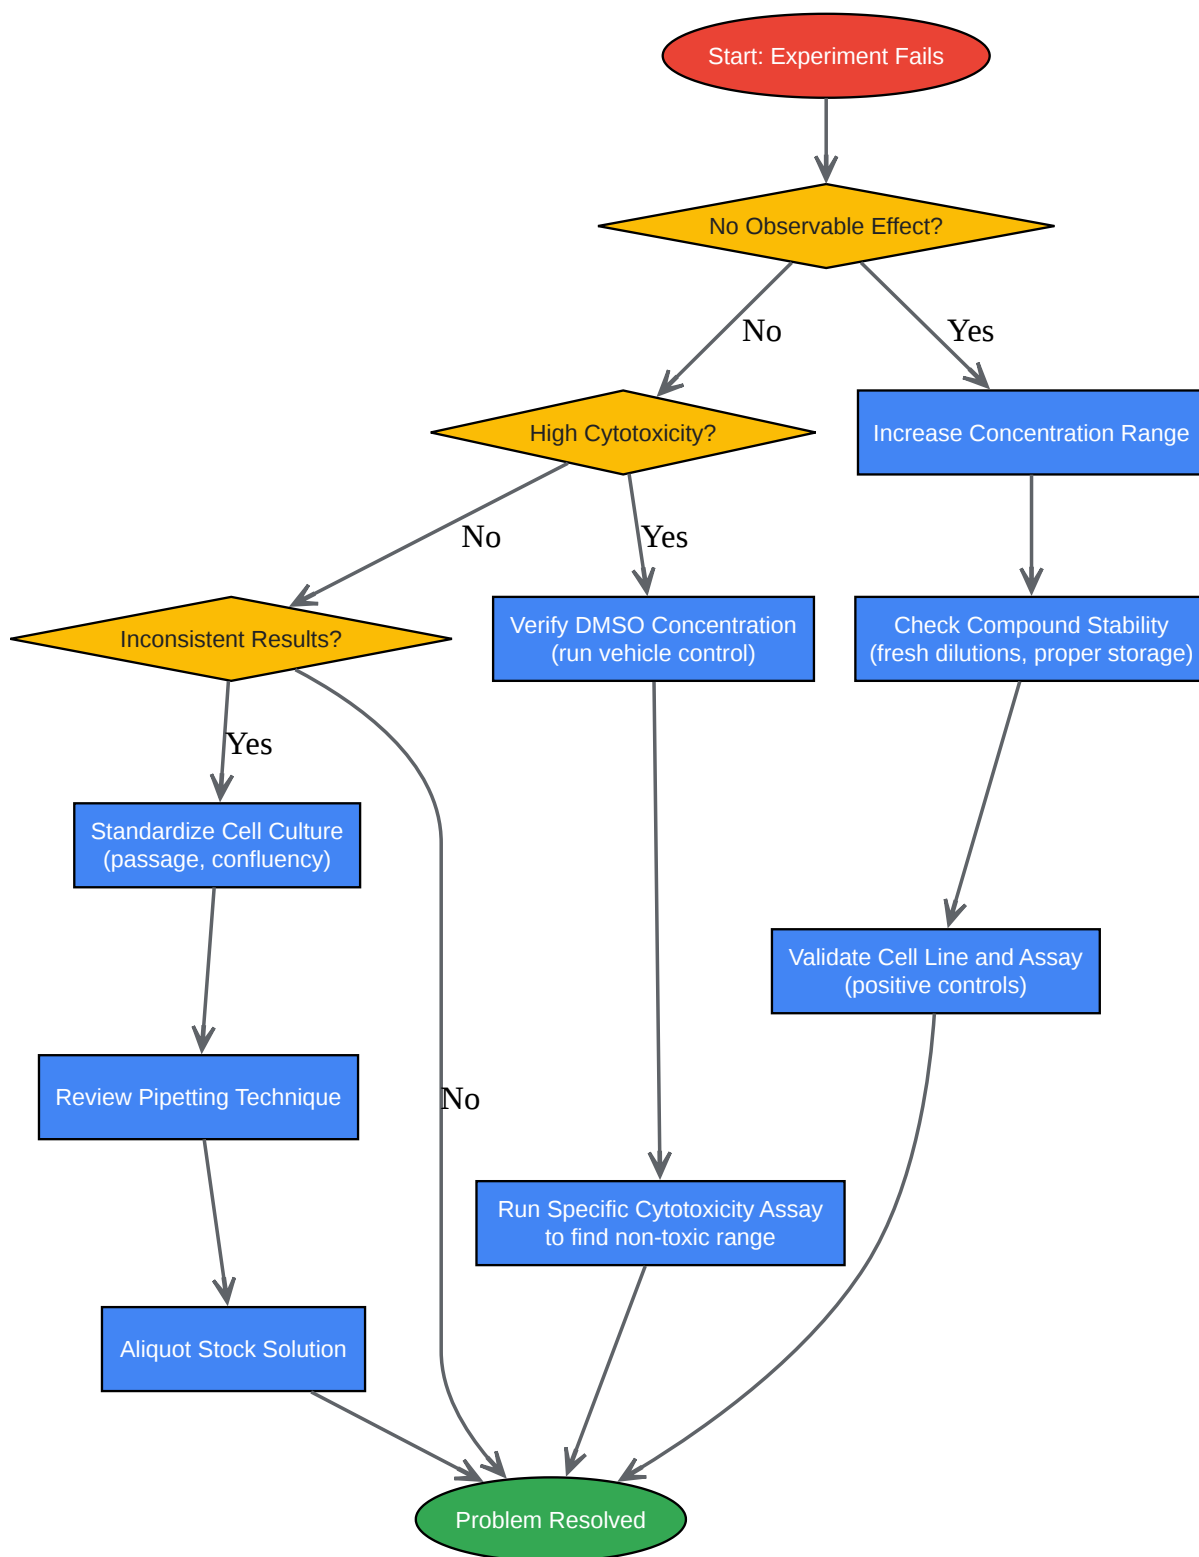 Start: Experiment Fails
No Observable Effect?
No
Yes
High Cytotoxicity?
Increase Concentration Range
No
Yes
Inconsistent Results?
Verify DMSO Concentration
(run vehicle control)
Check Compound Stability
(fresh dilutions, proper storage)
Yes
Standardize Cell Culture
(passage, confluency)
Validate Cell Line and Assay
(positive controls)
Review Pipetting Technique
No
Run Specific Cytotoxicity Assay
to find non-toxic range
Aliquot Stock Solution
Problem Resolved